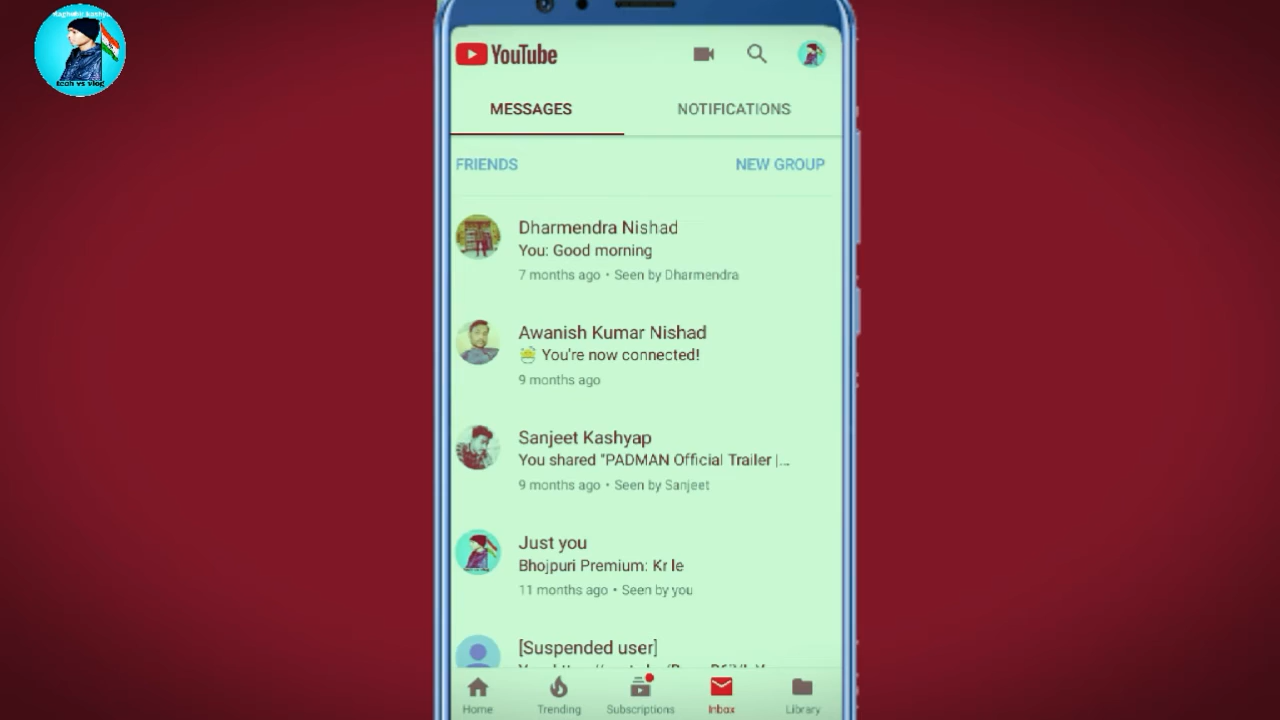 tech vs vlog
YouTube
MESSAGES NOTIFICATIONS
FRIENDS NEW GROUP
Dharmendra Nishad
You: Good morning
7 months ago • Seen by Dharmendra
Awanish Kumar Nishad
You're now connected!
9 months ago
Sanjeet Kashyap
You shared "PADMAN Official Trailer |...
9 months ago • Seen by Sanjeet
Just you
Bhojpuri Premium: Kr le
11 months ago • Seen by you
[Suspended user]
Home Trending Subscriptions Inbox Library